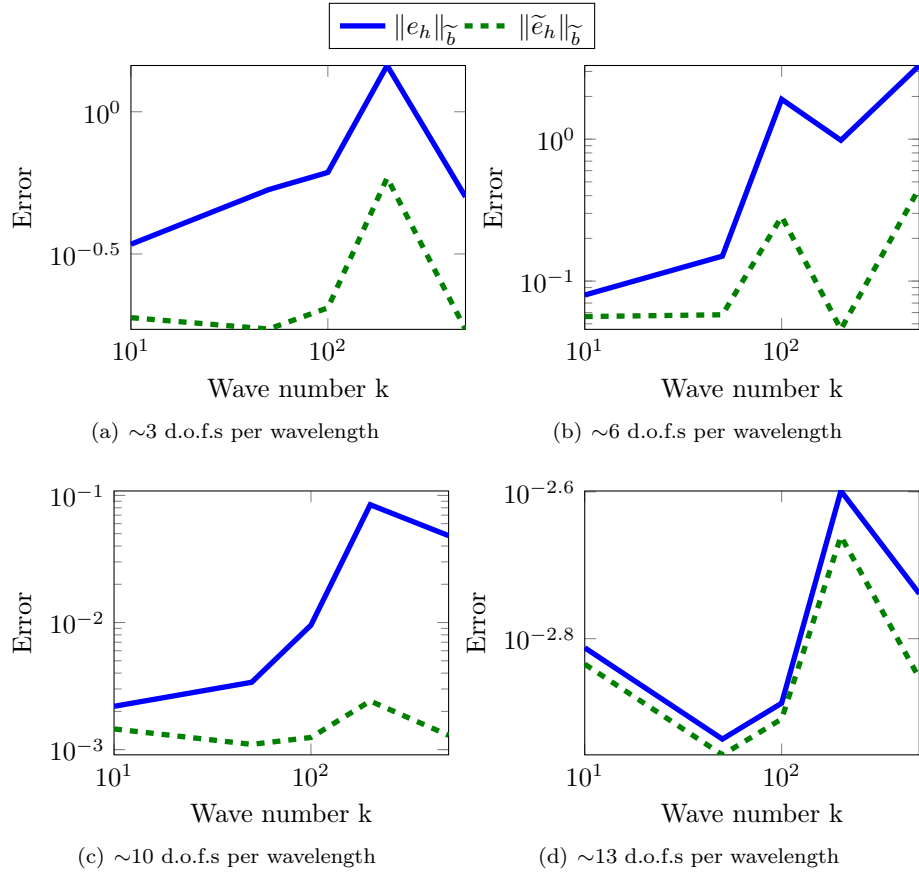 ‖e_h‖_b̃ ‖ẽ_h‖_b̃
10^0
10^−0.5
Error
10^1
10^2
Wave number k
(a) ∼3 d.o.f.s per wavelength
10^0
10^−1
Error
10^1
10^2
Wave number k
(b) ∼6 d.o.f.s per wavelength
10^−1
10^−2
10^−3
Error
10^1
10^2
Wave number k
(c) ∼10 d.o.f.s per wavelength
10^−2.6
10^−2.8
Error
10^1
10^2
Wave number k
(d) ∼13 d.o.f.s per wavelength